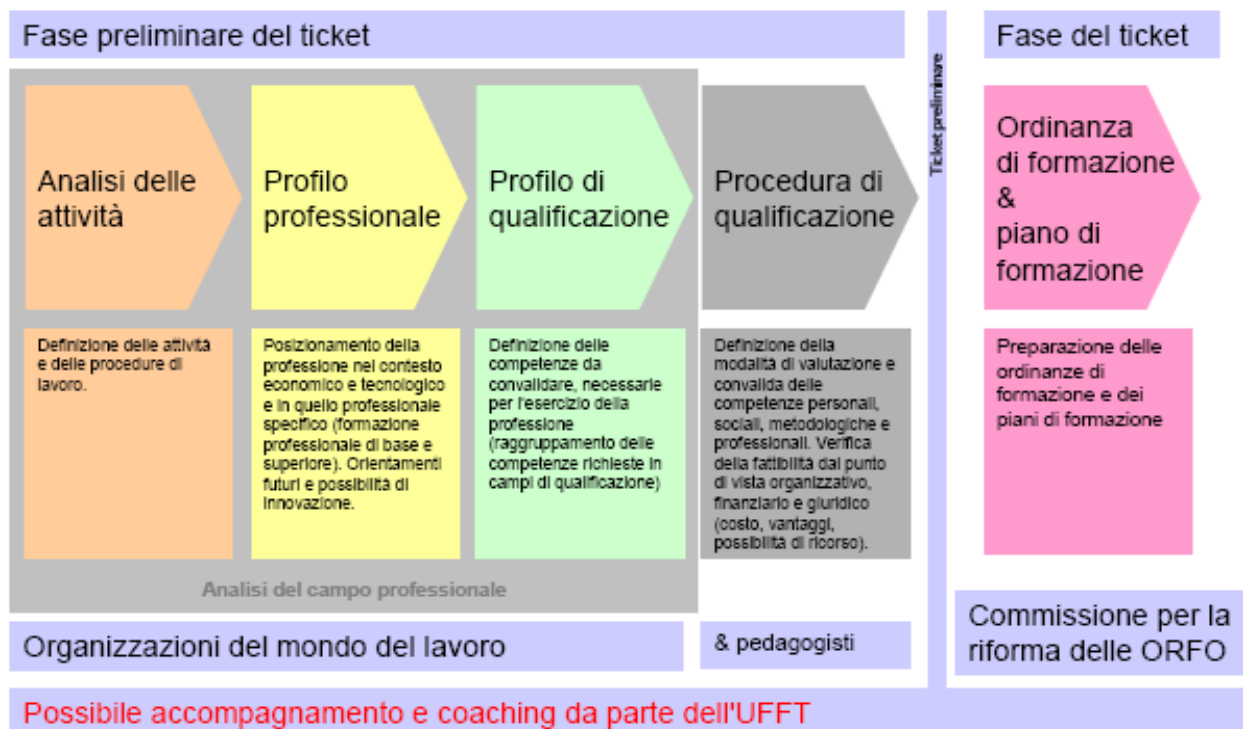 Fase preliminare del ticket
Fase del ticket
Ticket preliminare
Analisi delle
attività
Profilo
professionale
Profilo di
qualificazione
Procedura di
qualificazione
Ordinanza
di formazione
&
piano di
formazione
Definizione delle attività
e delle procedure di
lavoro.
Posizionamento della
professione nel contesto
economico e tecnologico
e in quello professionale
specifico (formazione
professionale di base e
superiore). Orientamenti
futuri e possibilità di
innovazione.
Definizione delle
competenze da
convalidare, necessarie
per l'esercizio della
professione
(raggruppamento delle
competenze richieste in
campi di qualificazione)
Definizione della
modalità di valutazione e
convalida delle
competenze personali,
sociali, metodologiche e
professionali. Verifica
della fattibilità dal punto
di vista organizzativo,
finanziario e giuridico
(costo, vantaggi,
possibilità di ricorso).
Preparazione delle
ordinanze di
formazione e dei
piani di formazione
Analisi del campo professionale
Organizzazioni del mondo del lavoro
& pedagogisti
Commissione per la
riforma delle ORFO
Possibile accompagnamento e coaching da parte dell'UFFT